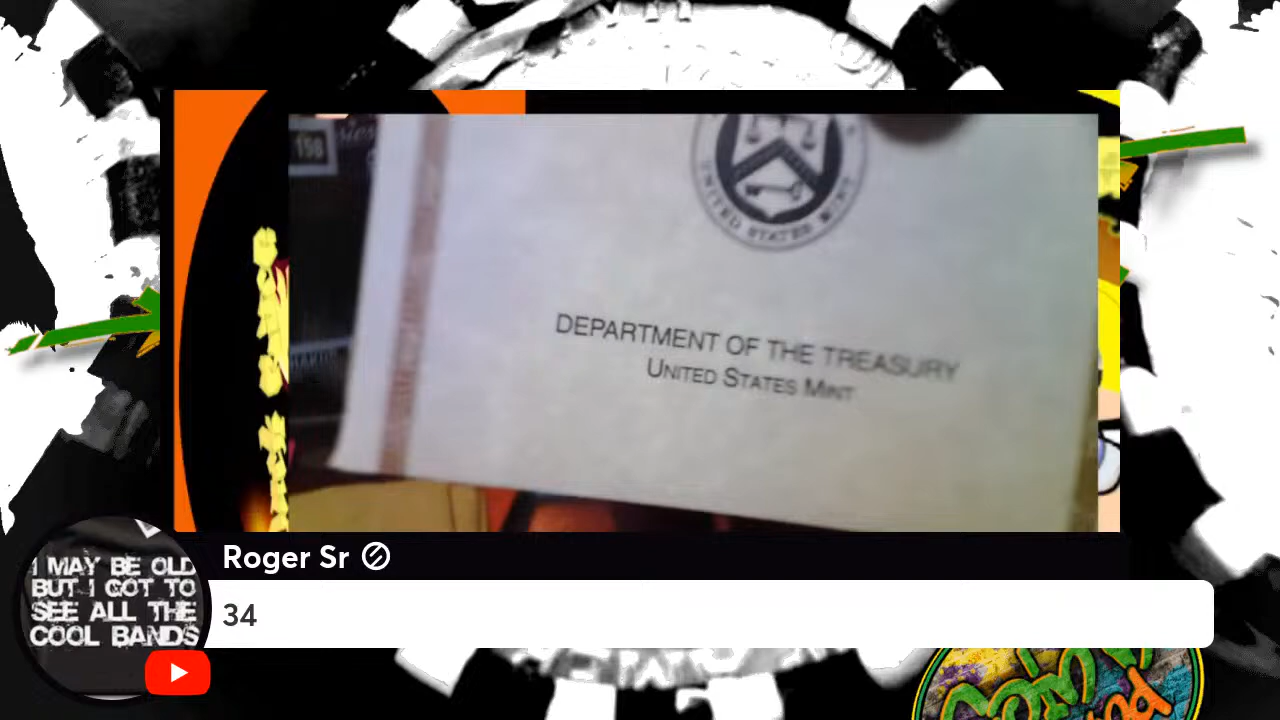 198
UNITED STATES MINT
DEPARTMENT OF THE TREASURY
UNITED STATES MINT
Roger Sr
34
I MAY BE OLD
BUT I GOT TO
SEE ALL THE
COOL BANDS